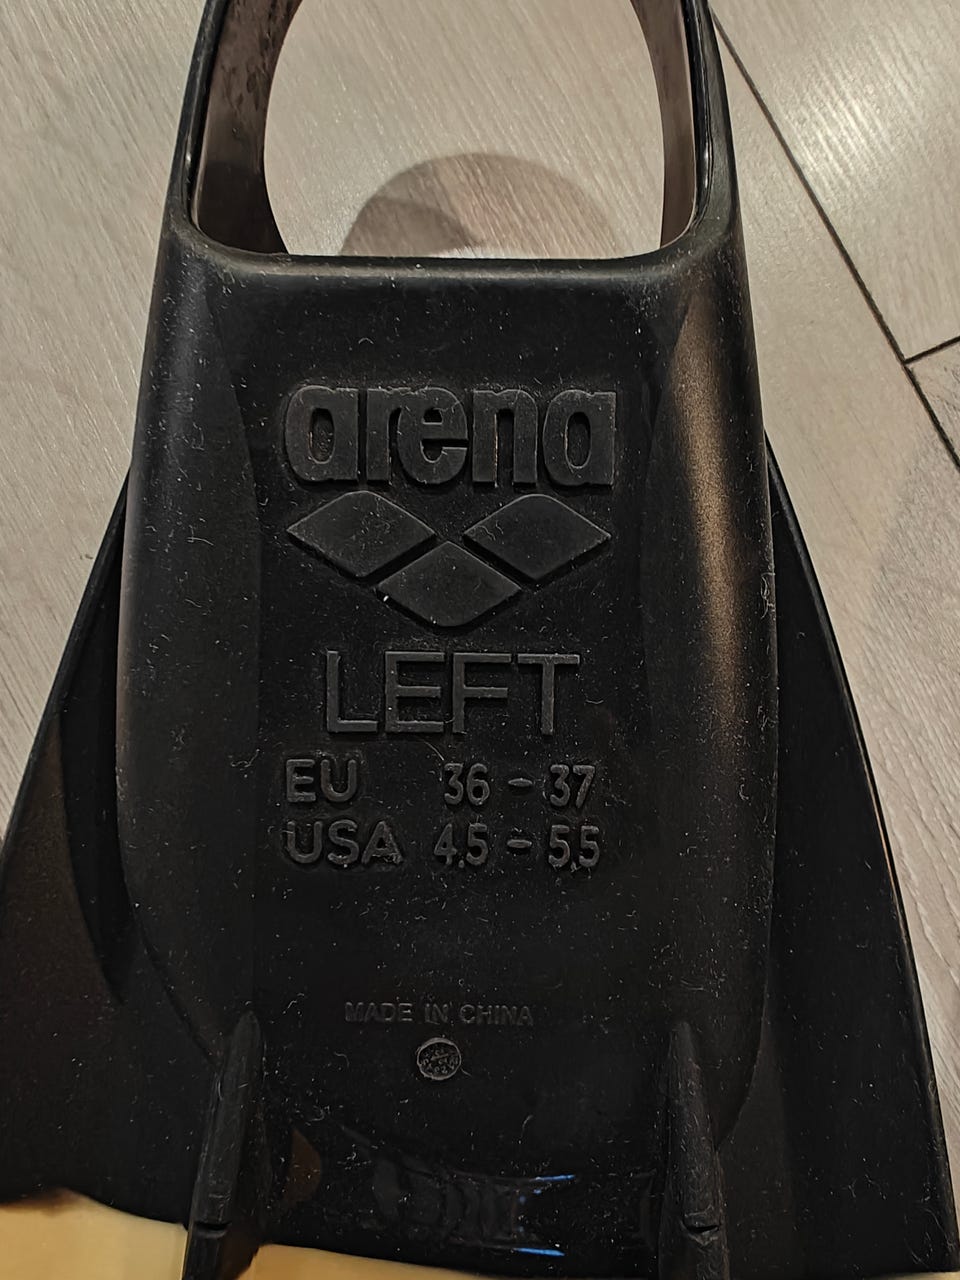 arena
LEFT
EU 36 - 37
USA 4.5 - 5.5
MADE IN CHINA